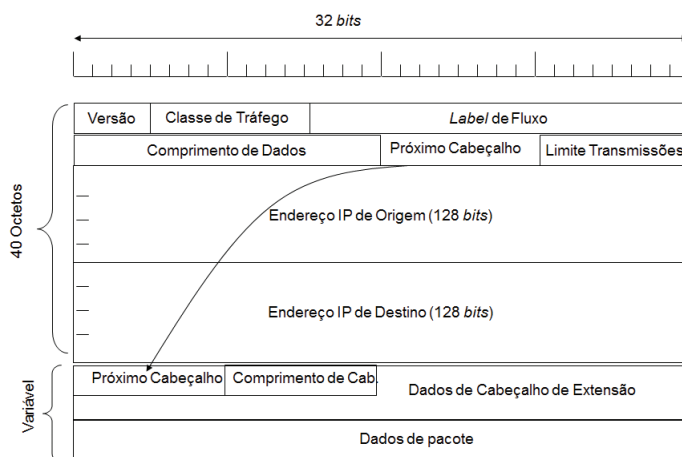 32 bits
Versão Classe de Tráfego Label de Fluxo
Comprimento de Dados Próximo Cabeçalho Limite Transmissões
40 Octetos
Endereço IP de Origem (128 bits)
Endereço IP de Destino (128 bits)
Variável
Próximo Cabeçalho Comprimento de Cab.
Dados de Cabeçalho de Extensão
Dados de pacote